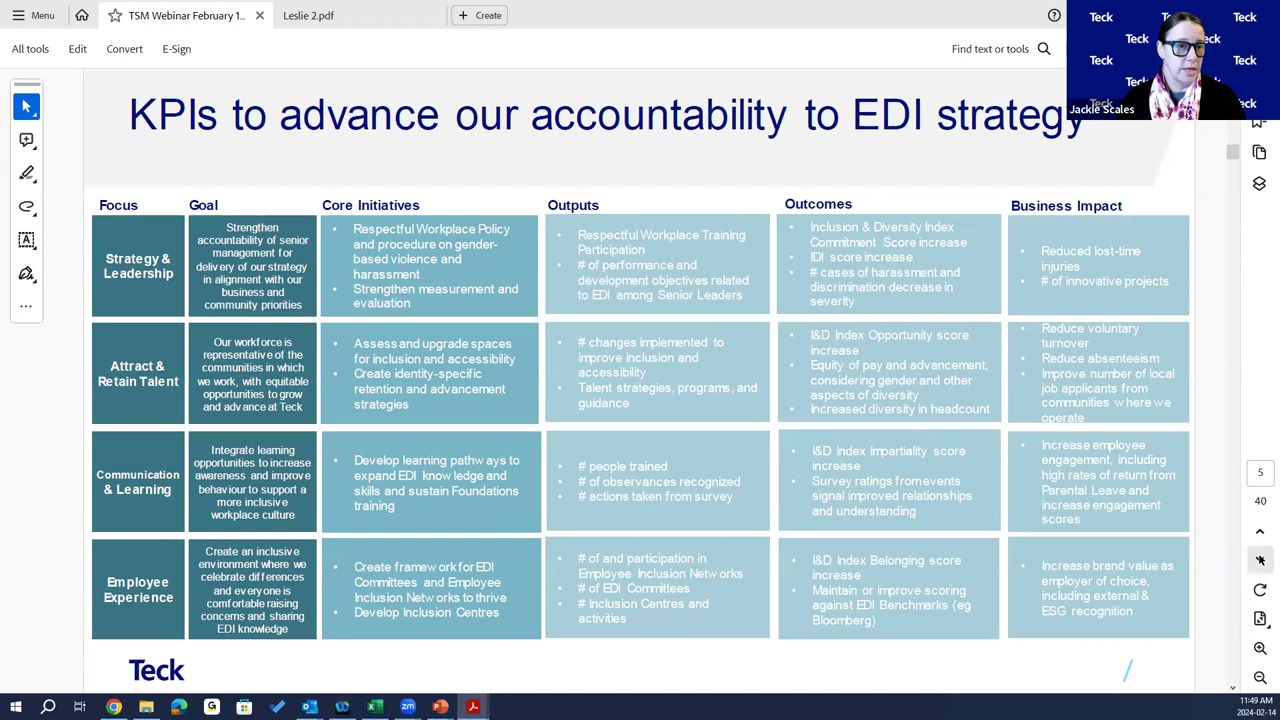 Menu
TSM Webinar February 1...
Leslie 2.pdf
Create
All tools
Edit
Convert
E-Sign
Find text or tools
Teck
Teck
Teck
Teck
Teck
Teck
Teck
Teck
Jackie Scales
KPIs to advance our accountability to EDI strategy
Focus
Goal
Core Initiatives
Outputs
Outcomes
Business Impact
Strategy &
Leadership
Strengthen
accountability of senior
management for
delivery of our strategy
in alignment with our
business and
community priorities
• Respectful Workplace Policy
and procedure on gender-
based violence and
harassment
• Strengthen measurement and
evaluation
• Respectful Workplace Training
Participation
• # of performance and
development objectives related
to EDI among Senior Leaders
• Inclusion & Diversity Index
Commitment Score increase
• IDI score increase
• # cases of harassment and
discrimination decrease in
severity
• Reduced lost-time
injuries
• # of innovative projects
Attract &
Retain Talent
Our workforce is
representative of the
communities in which
we work, with equitable
opportunities to grow
and advance at Teck
• Assess and upgrade spaces
for inclusion and accessibility
• Create identity-specific
retention and advancement
strategies
• # changes implemented to
improve inclusion and
accessibility
• Talent strategies, programs, and
guidance
• I&D Index Opportunity score
increase
• Equity of pay and advancement,
considering gender and other
aspects of diversity
• Increased diversity in headcount
• Reduce voluntary
turnover
• Reduce absenteeism
• Improve number of local
job applicants from
communities where we
operate
Communication
& Learning
Integrate learning
opportunities to increase
awareness and improve
behaviour to support a
more inclusive
workplace culture
• Develop learning pathways to
expand EDI knowledge and
skills and sustain Foundations
training
• # people trained
• # of observances recognized
• # actions taken from survey
• I&D Index Impartiality score
increase
• Survey ratings from events
signal improved relationships
and understanding
• Increase employee
engagement, including
high rates of return from
Parental Leave and
increase engagement
scores
Employee
Experience
Create an inclusive
environment where we
celebrate differences
and everyone is
comfortable raising
concerns and sharing
EDI knowledge
• Create framework for EDI
Committees and Employee
Inclusion Networks to thrive
• Develop Inclusion Centres
• # of and participation in
Employee Inclusion Networks
• # of EDI Committees
• # Inclusion Centres and
activities
• I&D Index Belonging score
increase
• Maintain or improve scoring
against EDI Benchmarks (eg
Bloomberg)
• Increase brand value as
employer of choice,
including external &
ESG recognition
Teck
5
40
11:49 AM
2024-02-14